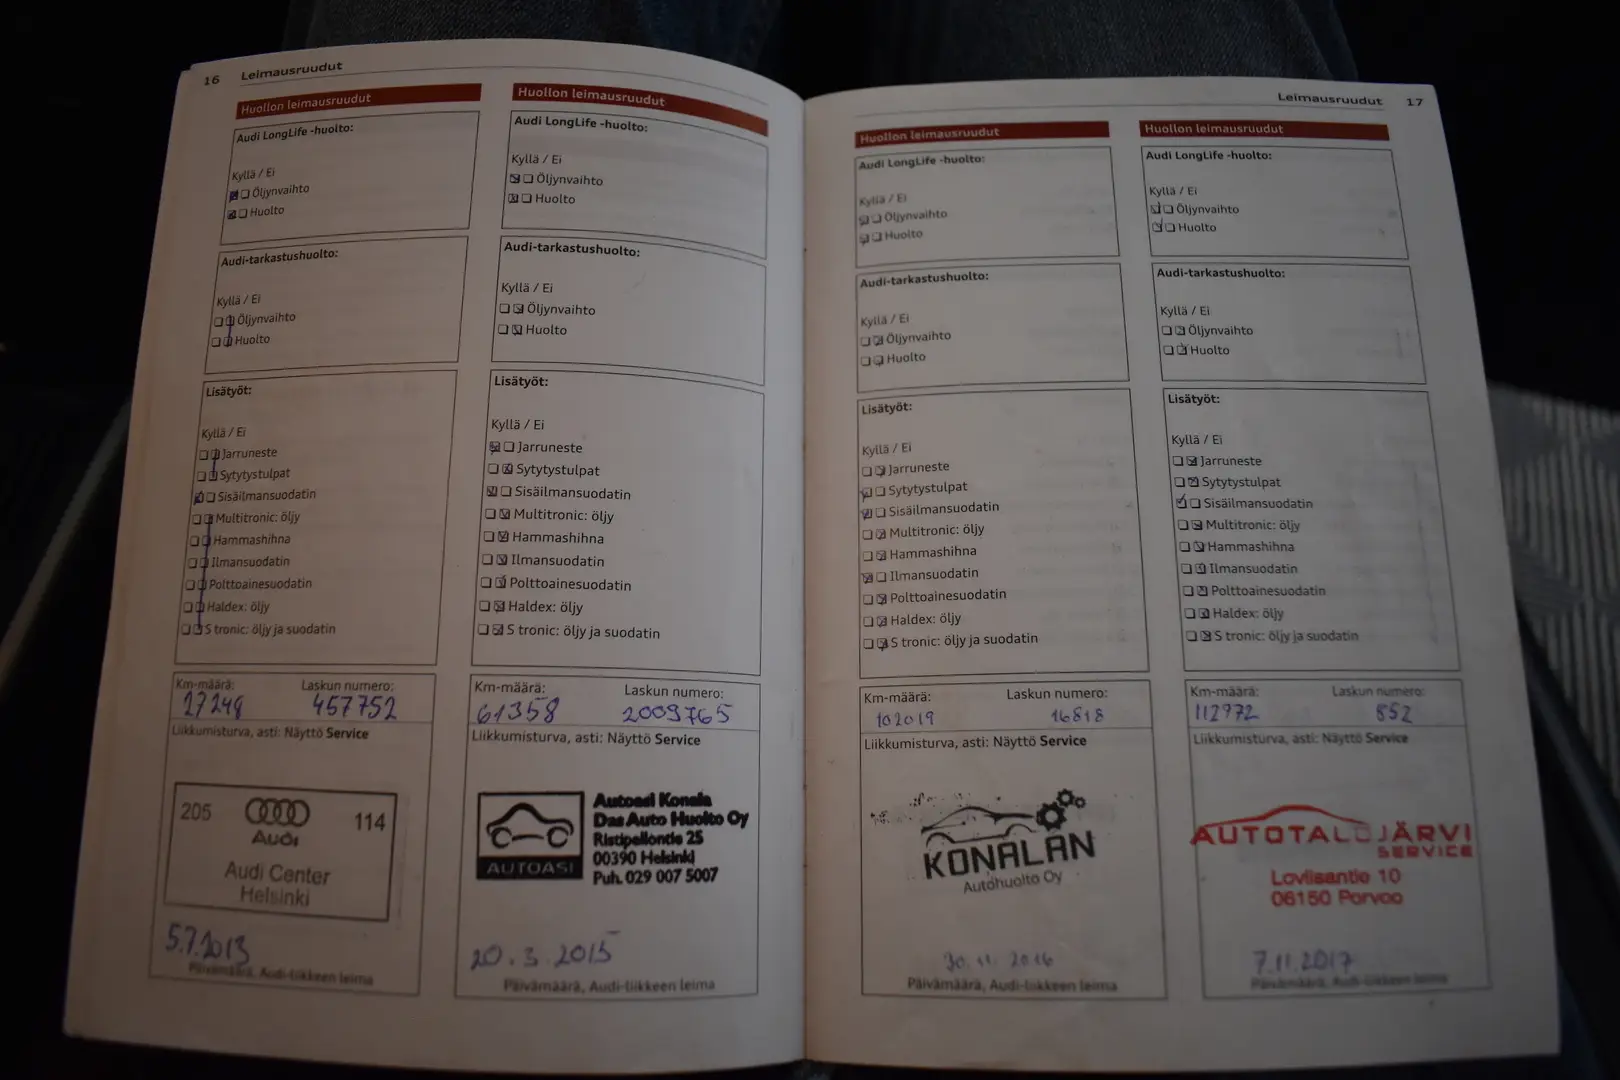 16 Leimausruudut
Huollon leimausruudut
Audi LongLife -huolto:
Kyllä / Ei
Öljynvaihto
Huolto
Audi-tarkastushuolto:
Kyllä / Ei
Öljynvaihto
Huolto
Lisätyöt:
Kyllä / Ei
Jarruneste
Sytytystulpat
Sisäilmansuodatin
Multitronic: öljy
Hammashihna
Ilmansuodatin
Polttoainesuodatin
Haldex: öljy
S tronic: öljy ja suodatin
Km-määrä: Laskun numero:
27249 457752
Liikkumisturva, asti: Näyttö Service
205 Audi 114
Audi Center
Helsinki
5.7.2013
Päivämäärä, Audi-liikkeen leima
Huollon leimausruudut
Audi LongLife -huolto:
Kyllä / Ei
Öljynvaihto
Huolto
Audi-tarkastushuolto:
Kyllä / Ei
Öljynvaihto
Huolto
Lisätyöt:
Kyllä / Ei
Jarruneste
Sytytystulpat
Sisäilmansuodatin
Multitronic: öljy
Hammashihna
Ilmansuodatin
Polttoainesuodatin
Haldex: öljy
S tronic: öljy ja suodatin
Km-määrä: Laskun numero:
61358 2009765
Liikkumisturva, asti: Näyttö Service
AUTOASI
Autoasi Konala
Das Auto Huolto Oy
Ristipellontie 25
00390 Helsinki
Puh. 029 007 5007
20.3.2015
Päivämäärä, Audi-liikkeen leima
Leimausruudut 17
Huollon leimausruudut
Audi LongLife -huolto:
Kyllä / Ei
Öljynvaihto
Huolto
Audi-tarkastushuolto:
Kyllä / Ei
Öljynvaihto
Huolto
Lisätyöt:
Kyllä / Ei
Jarruneste
Sytytystulpat
Sisäilmansuodatin
Multitronic: öljy
Hammashihna
Ilmansuodatin
Polttoainesuodatin
Haldex: öljy
S tronic: öljy ja suodatin
Km-määrä: Laskun numero:
102019 16818
Liikkumisturva, asti: Näyttö Service
KONALAN
Autohuolto Oy
30.11.2016
Päivämäärä, Audi-liikkeen leima
Huollon leimausruudut
Audi LongLife -huolto:
Kyllä / Ei
Öljynvaihto
Huolto
Audi-tarkastushuolto:
Kyllä / Ei
Öljynvaihto
Huolto
Lisätyöt:
Kyllä / Ei
Jarruneste
Sytytystulpat
Sisäilmansuodatin
Multitronic: öljy
Hammashihna
Ilmansuodatin
Polttoainesuodatin
Haldex: öljy
S tronic: öljy ja suodatin
Km-määrä: Laskun numero:
112972 852
Liikkumisturva, asti: Näyttö Service
AUTOTALOJÄRVI
SERVICE
Loviisantie 10
06150 Porvoo
7.11.2017
Päivämäärä, Audi-liikkeen leima